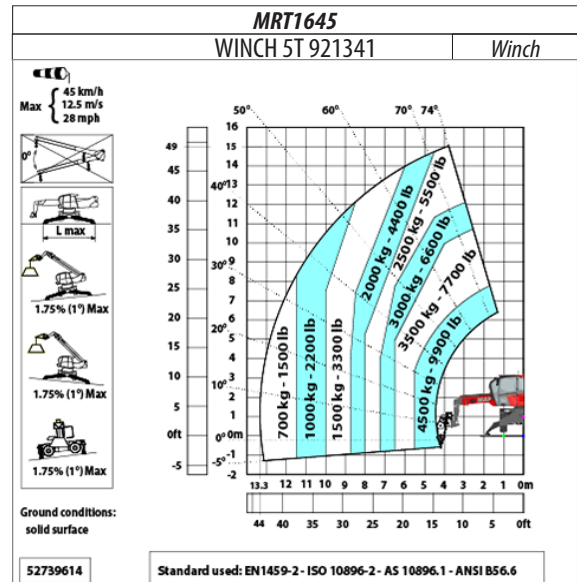 MRT1645
WINCH 5T 921341
Winch
Max { 45 km/h
12.5 m/s
28 mph
0°
L max
1.75% (1°) Max
1.75% (1°) Max
1.75% (1°) Max
Ground conditions:
solid surface
52739614
50°
60°
70°
74°
40°
30°
20°
10°
0°
-5°
16
15
14
13
12
11
10
9
8
7
6
5
4
3
2
1
0m
-1
-2
49
45
40
35
30
25
20
15
10
5
0ft
-5
700 kg - 1500 lb
1000 kg - 2200 lb
1500 kg - 3300 lb
2000 kg - 4400 lb
2500 kg - 5500 lb
3000 kg - 6600 lb
3500 kg - 7700 lb
4500 kg - 9900 lb
13.3 12 11 10 9 8 7 6 5 4 3 2 1 0m
44 40 35 30 25 20 15 10 5 0ft
Standard used: EN1459-2 - ISO 10896-2 - AS 10896.1 - ANSI B56.6